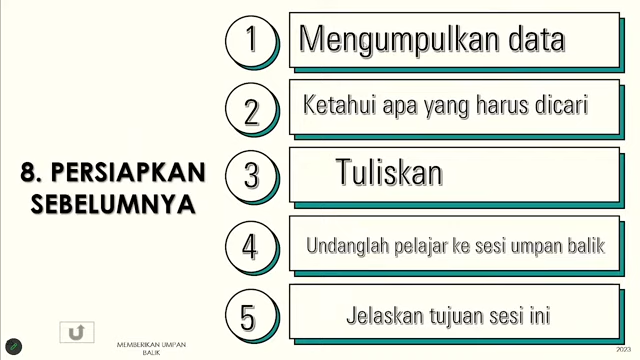 1 Mengumpulkan data
2 Ketahui apa yang harus dicari
8. PERSIAPKAN
SEBELUMNYA
3 Tuliskan
4 Undanglah pelajar ke sesi umpan balik
5 Jelaskan tujuan sesi ini
MEMBERIKAN UMPAN
BALIK
2023